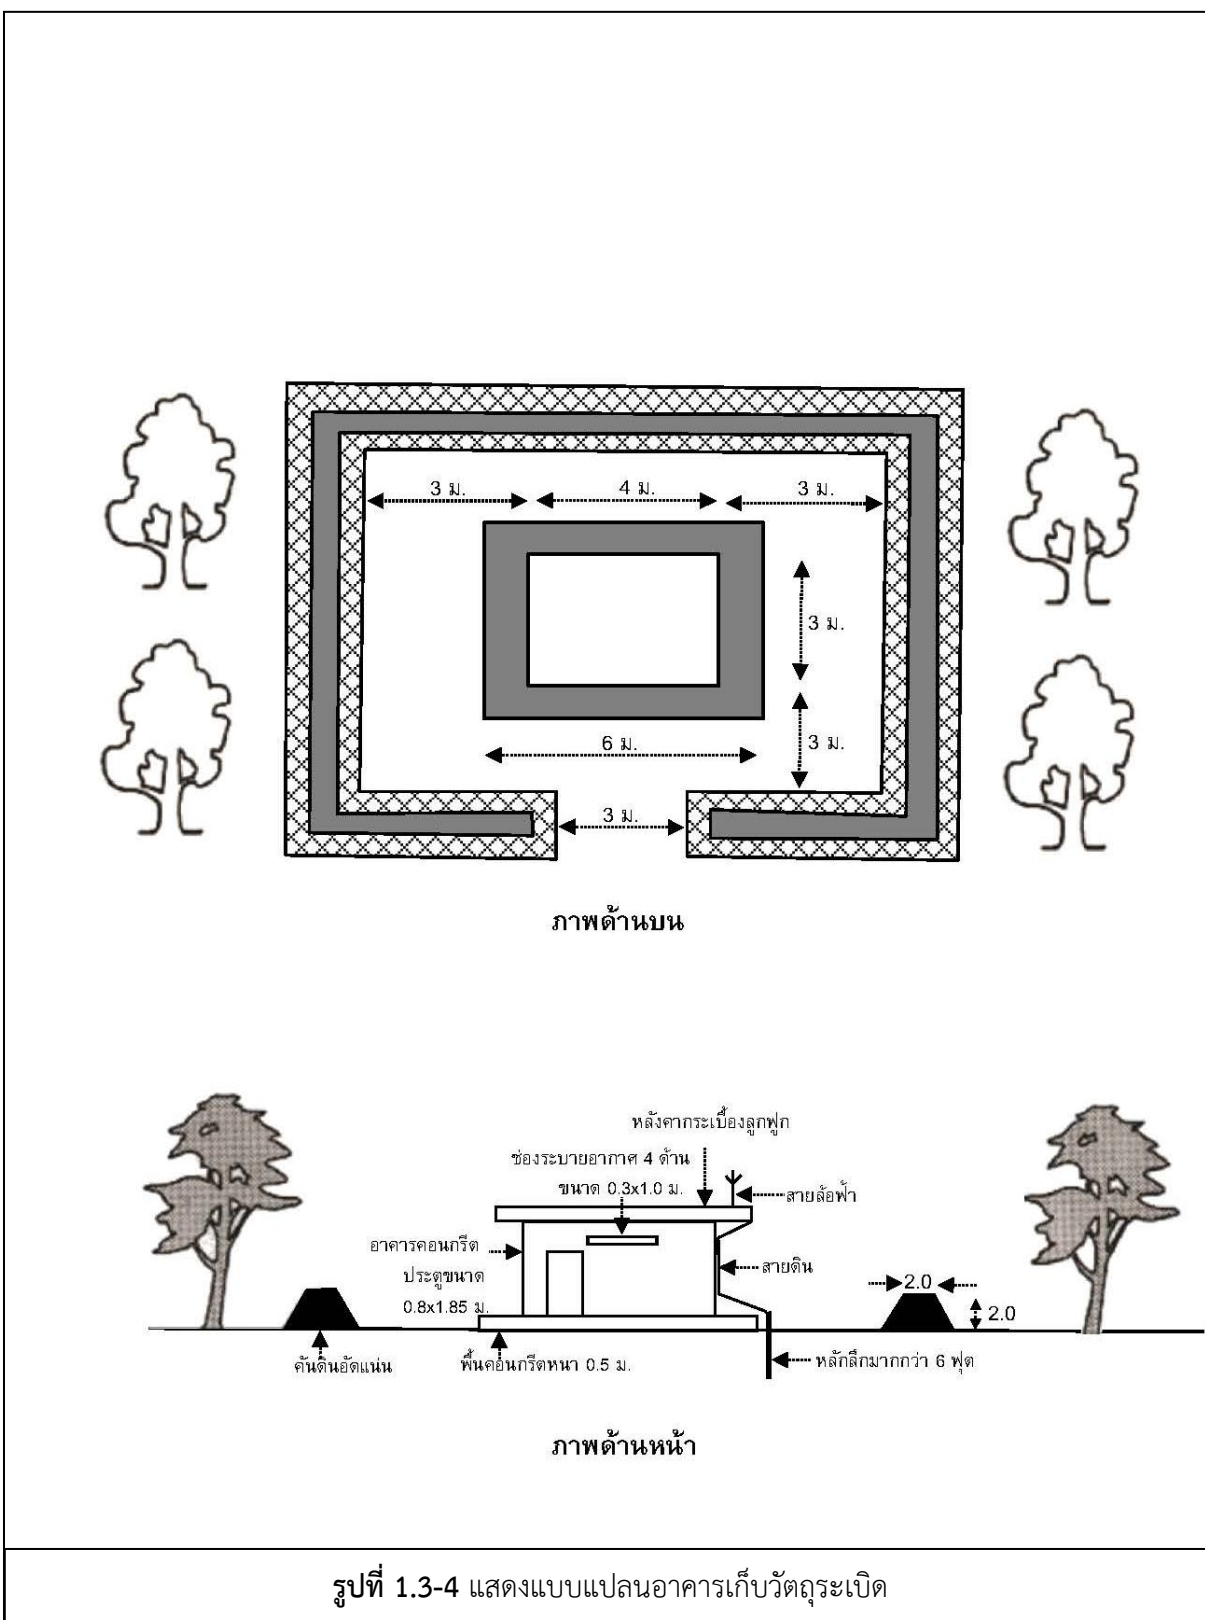 3 ม.
4 ม.
3 ม.
3 ม.
6 ม.
3 ม.
3 ม.
ภาพด้านบน
หลังคากระเบื้องลูกฟูก
ช่องระบายอากาศ 4 ด้าน
ขนาด 0.3x1.0 ม.
สายล้อฟ้า
อาคารคอนกรีต
สายดิน
ประตูขนาด
0.8x1.85 ม.
2.0
2.0
คันดินอัดแน่น
พื้นคอนกรีตหนา 0.5 ม.
หลักลึกมากกว่า 6 ฟุต
ภาพด้านหน้า
รูปที่ 1.3-4 แสดงแบบแปลนอาคารเก็บวัตถุระเบิด